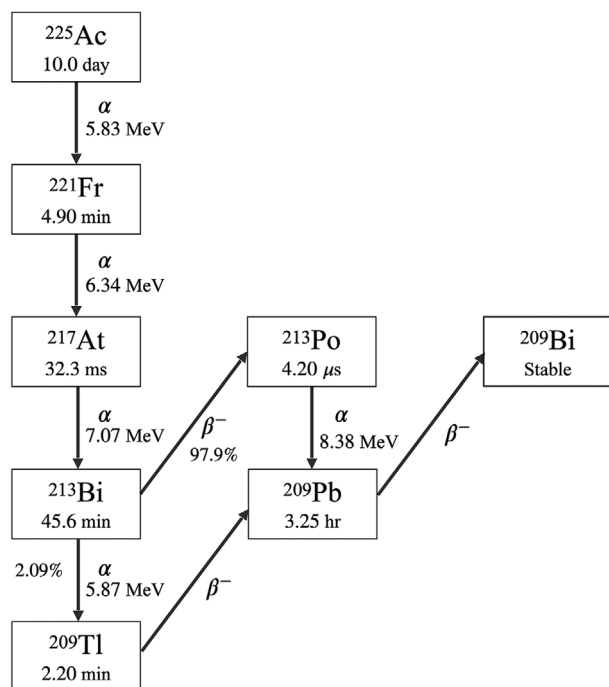 ²²⁵Ac
10.0 day
α
5.83 MeV
²²¹Fr
4.90 min
α
6.34 MeV
²¹⁷At
32.3 ms
²¹³Po
4.20 μs
²⁰⁹Bi
Stable
α
7.07 MeV
β⁻
97.9%
α
8.38 MeV
β⁻
²¹³Bi
45.6 min
²⁰⁹Pb
3.25 hr
2.09%
α
5.87 MeV
β⁻
²⁰⁹Tl
2.20 min